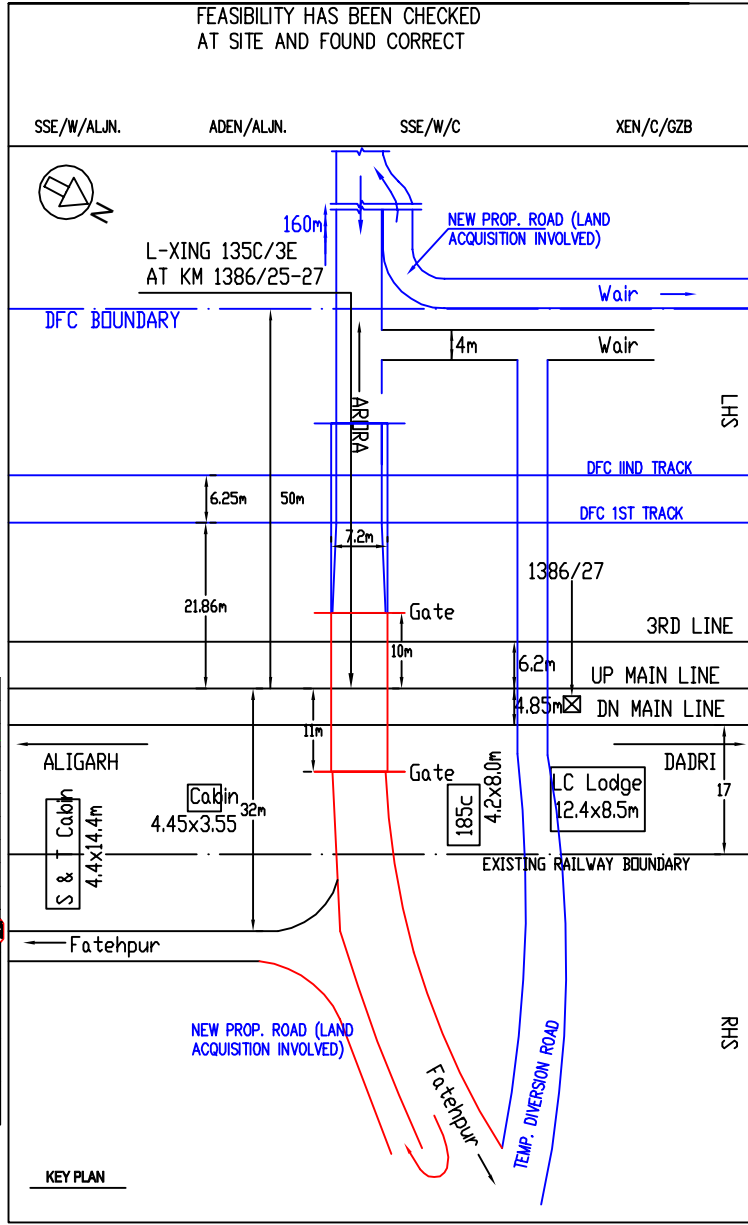 FEASIBILITY HAS BEEN CHECKED
AT SITE AND FOUND CORRECT
SSE/W/ALJN.
ADEN/ALJN.
SSE/W/C
XEN/C/GZB
N
160m
NEW PROP. ROAD (LAND
ACQUISITION INVOLVED)
L-XING 135C/3E
AT KM 1386/25-27
Wair
DFC BOUNDARY
4m
Wair
ARORA
LHS
DFC IIND TRACK
6.25m
50m
DFC 1ST TRACK
7.2m
1386/27
21.86m
Gate
3RD LINE
10m
6.2m
UP MAIN LINE
4.85m
DN MAIN LINE
11m
ALIGARH
DADRI
Gate
17
Cabin
4.45x3.55
32m
S & T Cabin
4.4x14.4m
185c
4.2x8.0m
LC Lodge
12.4x8.5m
EXISTING RAILWAY BOUNDARY
Fatehpur
NEW PROP. ROAD (LAND
ACQUISITION INVOLVED)
RHS
Fatehpur
TEMP. DIVERSION ROAD
KEY PLAN